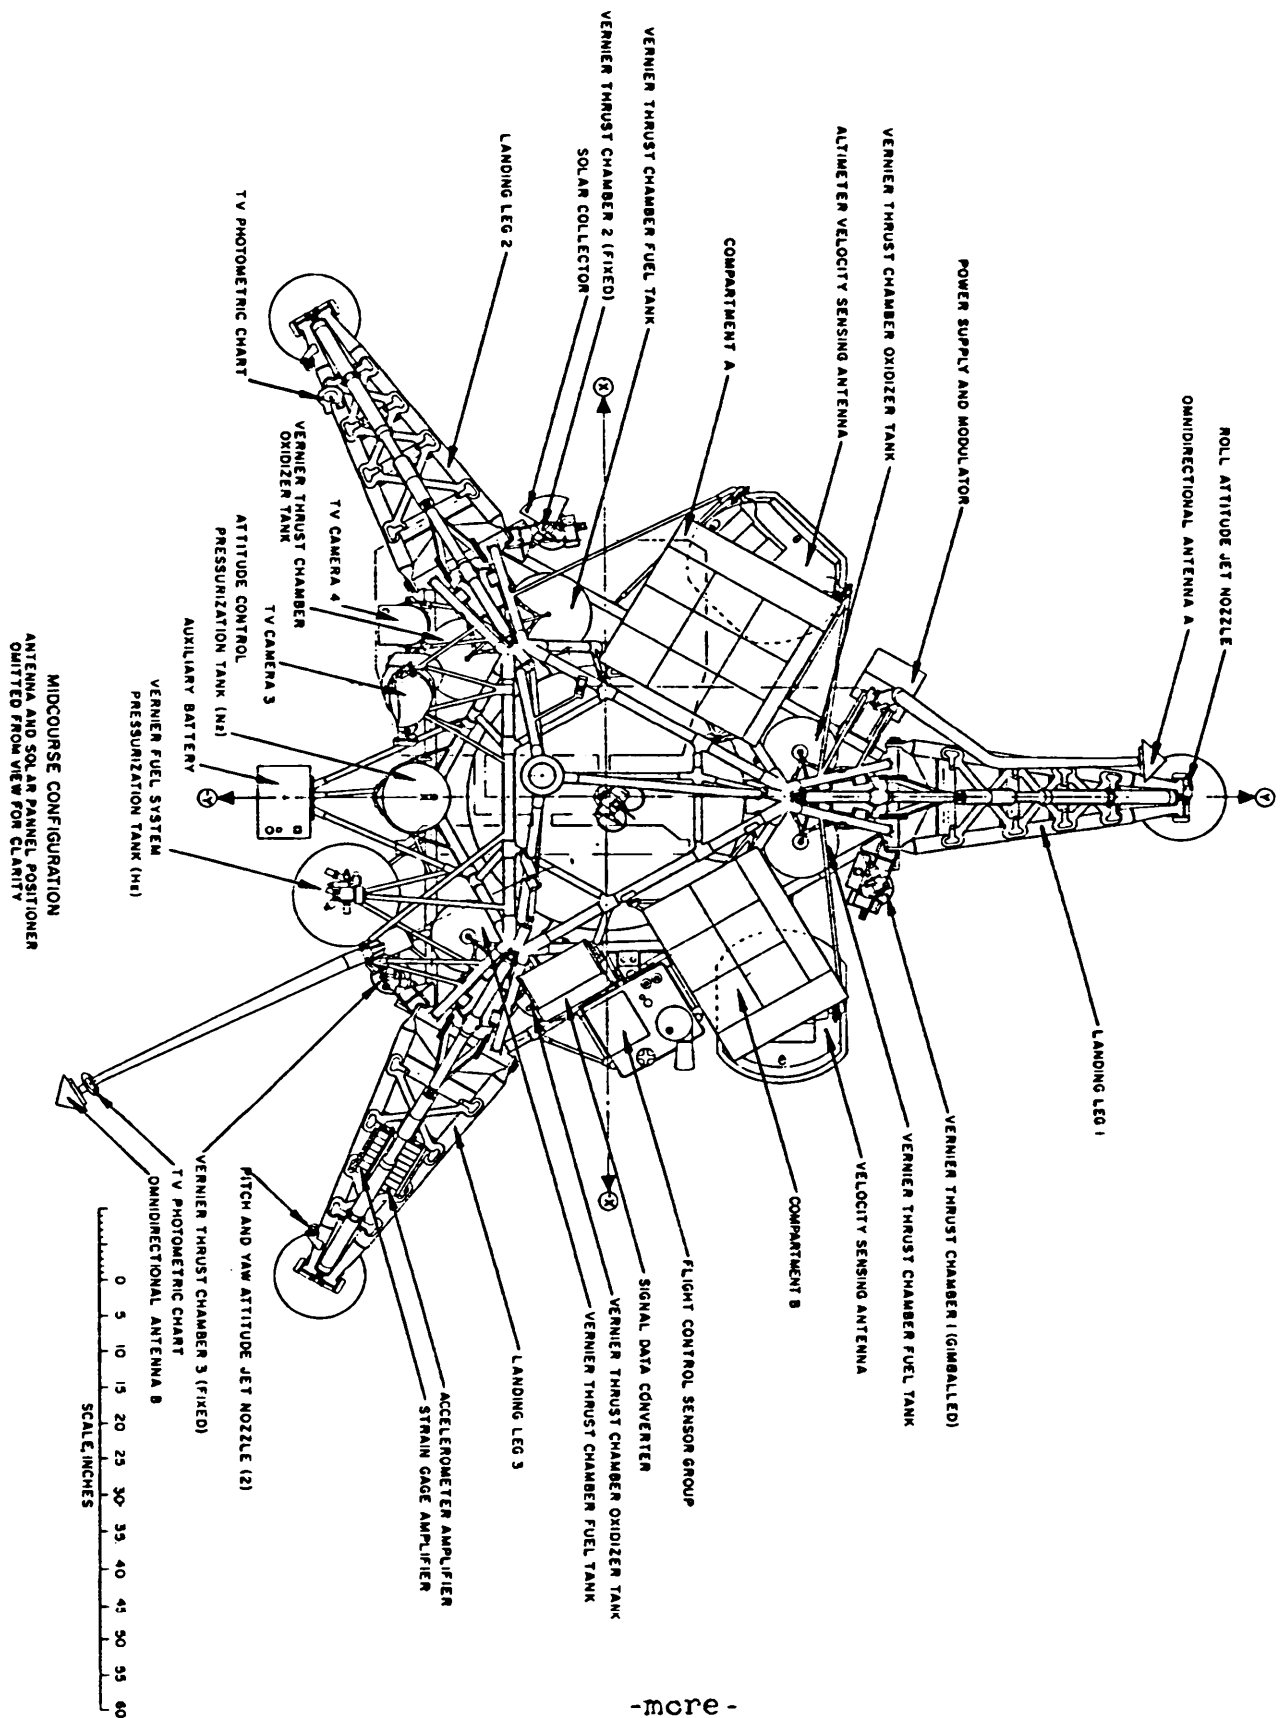 ROLL ATTITUDE JET NOZZLE
OMNIDIRECTIONAL ANTENNA A
POWER SUPPLY AND MODULATOR
VERNIER THRUST CHAMBER OXIDIZER TANK
ALTIMETER VELOCITY SENSING ANTENNA
COMPARTMENT A
VERNIER THRUST CHAMBER FUEL TANK
VERNIER THRUST CHAMBER 2 (FIXED)
SOLAR COLLECTOR
LANDING LEG 2
TV PHOTOMETRIC CHART
VERNIER THRUST CHAMBER
OXIDIZER TANK
TV CAMERA 4
TV CAMERA 3
ATTITUDE CONTROL
PRESSURIZATION TANK (N2)
AUXILIARY BATTERY
VERNIER FUEL SYSTEM
PRESSURIZATION TANK (He)
LANDING LEG 1
VERNIER THRUST CHAMBER 1 (GIMBALLED)
VERNIER THRUST CHAMBER FUEL TANK
VELOCITY SENSING ANTENNA
COMPARTMENT B
FLIGHT CONTROL SENSOR GROUP
SIGNAL DATA CONVERTER
VERNIER THRUST CHAMBER OXIDIZER TANK
VERNIER THRUST CHAMBER FUEL TANK
LANDING LEG 3
ACCELEROMETER AMPLIFIER
STRAIN GAGE AMPLIFIER
PITCH AND YAW ATTITUDE JET NOZZLE (2)
VERNIER THRUST CHAMBER 3 (FIXED)
TV PHOTOMETRIC CHART
OMNIDIRECTIONAL ANTENNA B
Y
X
-X
-Y
0 5 10 15 20 25 30 35 40 45 50 55 60
SCALE, INCHES
MIDCOURSE CONFIGURATION
ANTENNA AND SOLAR PANNEL POSITIONER
OMITTED FROM VIEW FOR CLARITY
-more-